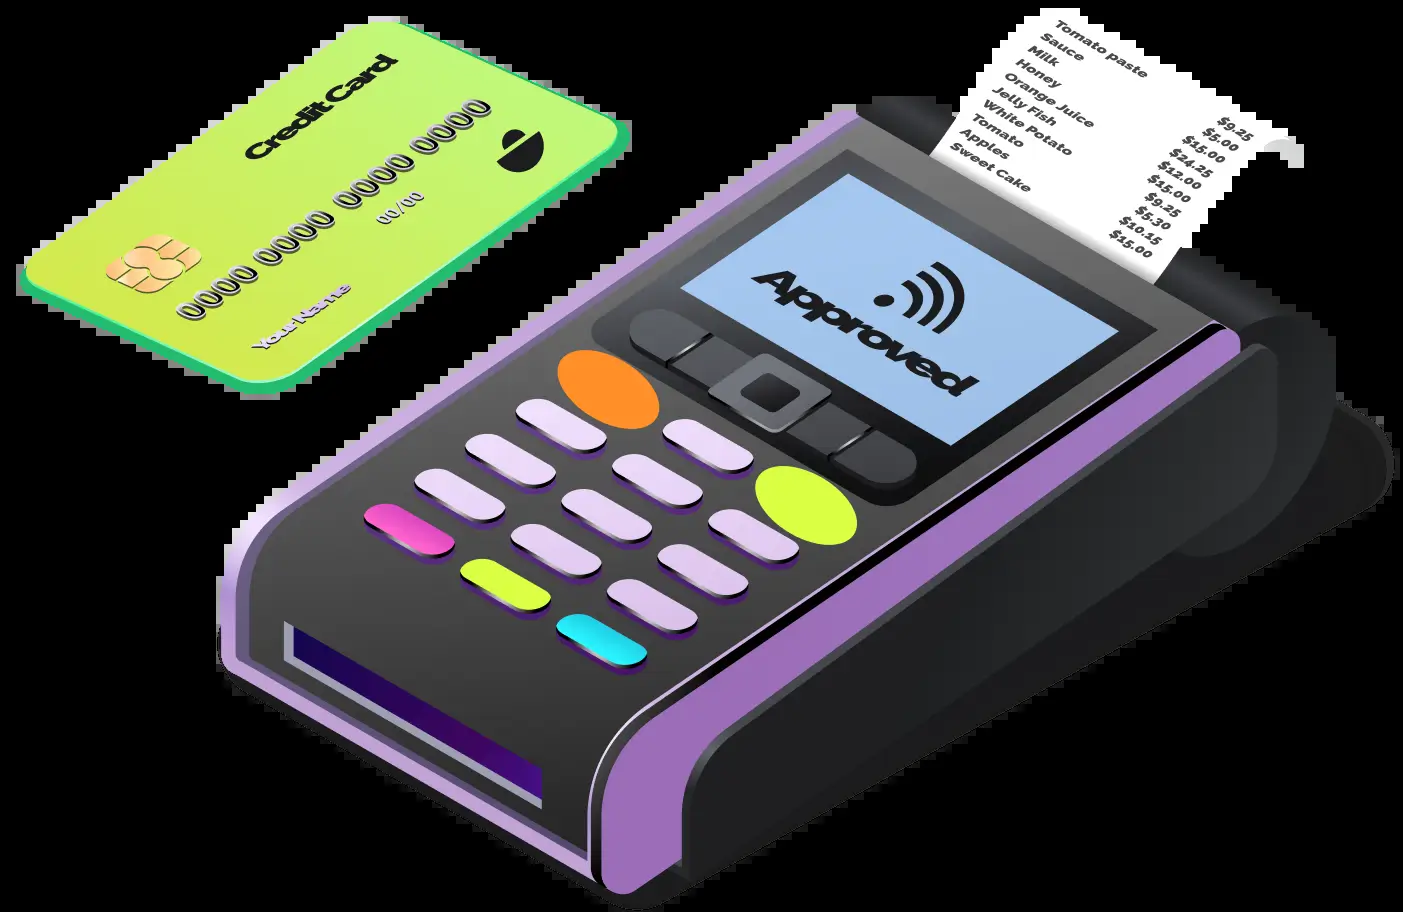 Credit Card
0000 0000 0000 0000
00/00
Your Name
Tomato paste $9.25
Sauce $5.00
Milk $15.00
Honey $24.25
Orange Juice $12.00
Jelly Fish $15.00
White Potato $9.25
Tomato $5.30
Apples $10.15
Sweet Cake $15.00
Approved